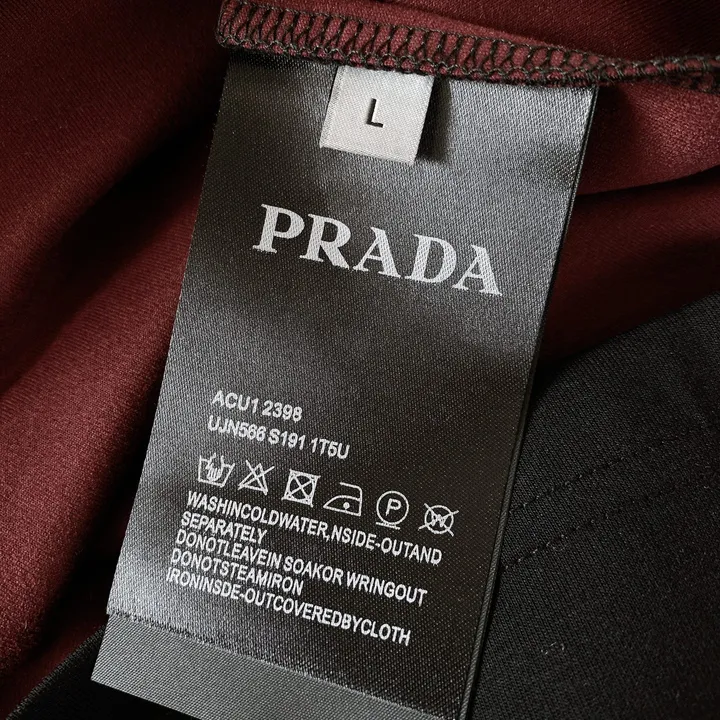 L
PRADA
ACU1 2398
UJN566 S191 1T5U
P
W
WASHINCOLDWATER,NSIDE-OUTAND
SEPARATELY
DONOTLEAVEIN SOAKOR WRINGOUT
DONOTSTEAMIRON
IRONINSDE-OUTCOVEREDBYCLOTH